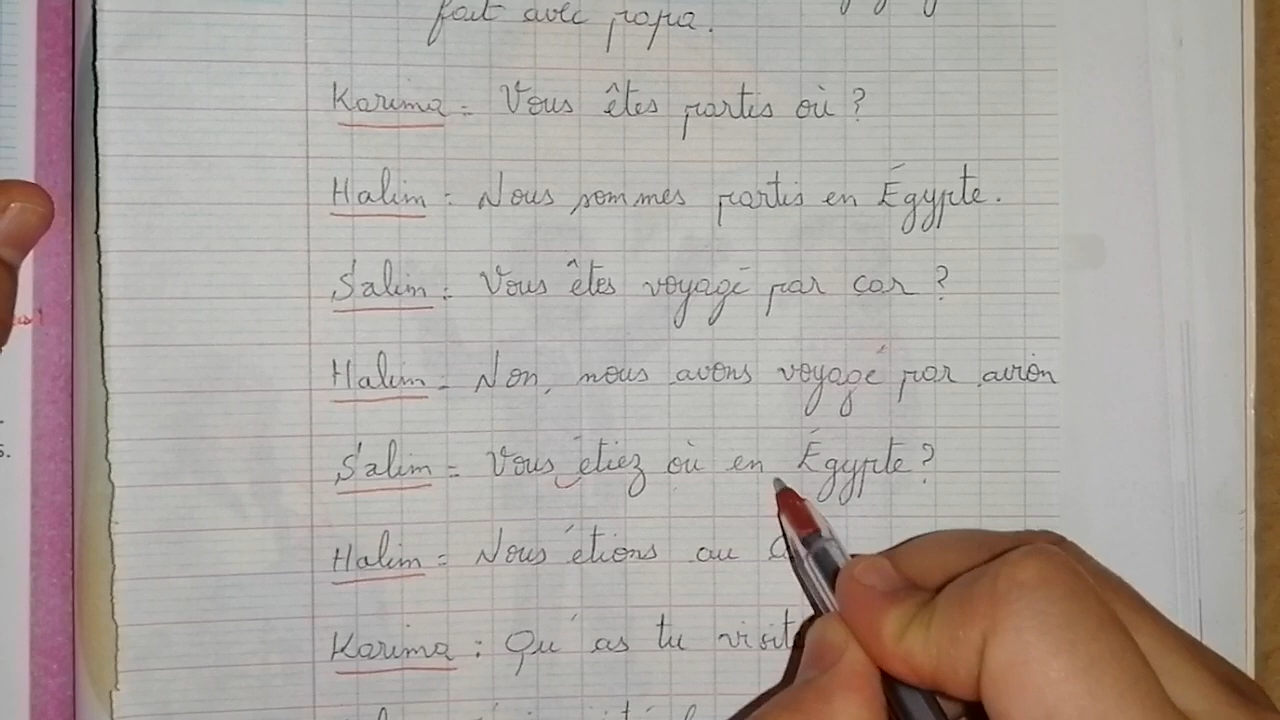 fait avec papa.
Karima = Vous êtes partis où ?
Halim = Nous sommes partis en Égypte.
Salim = Vous êtes voyagé par car ?
Halim = Non, nous avons voyagé par avion
Salim = Vous étiez où en Égypte ?
Halim = Nous étions au
Karima : Qu'as tu